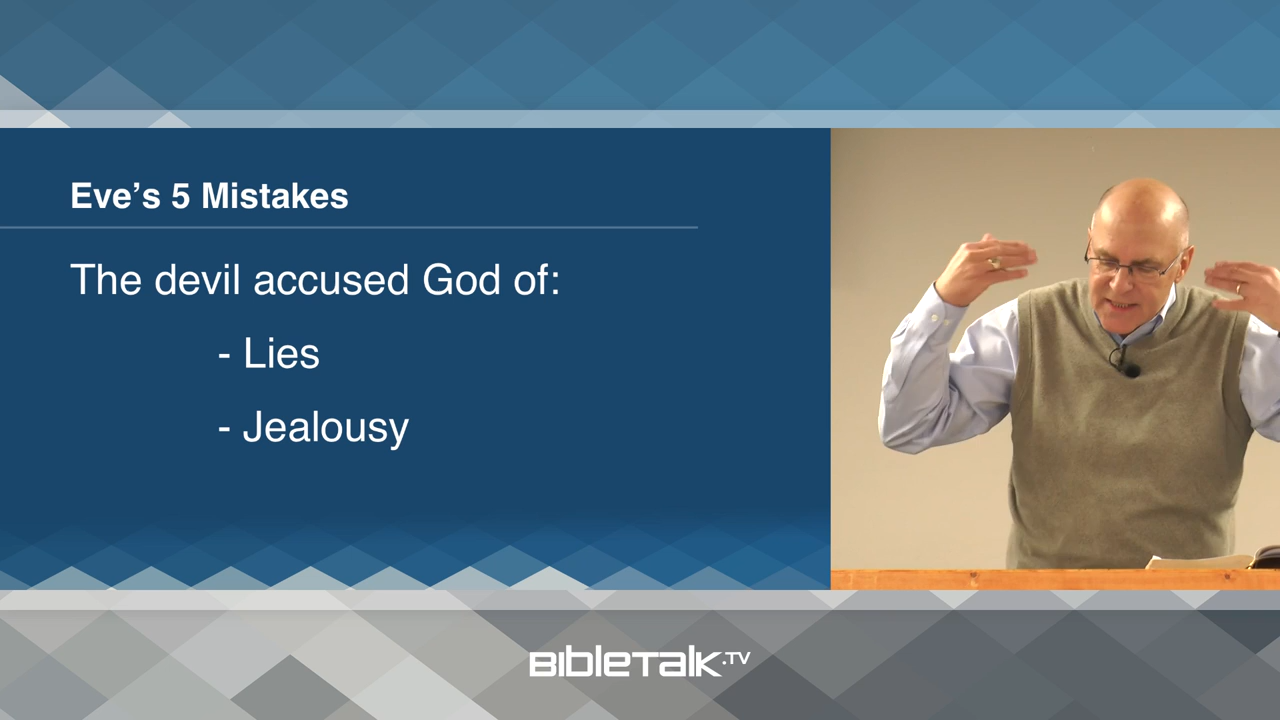 Eve’s 5 Mistakes
The devil accused God of:
- Lies
- Jealousy
BIBLETALK.TV